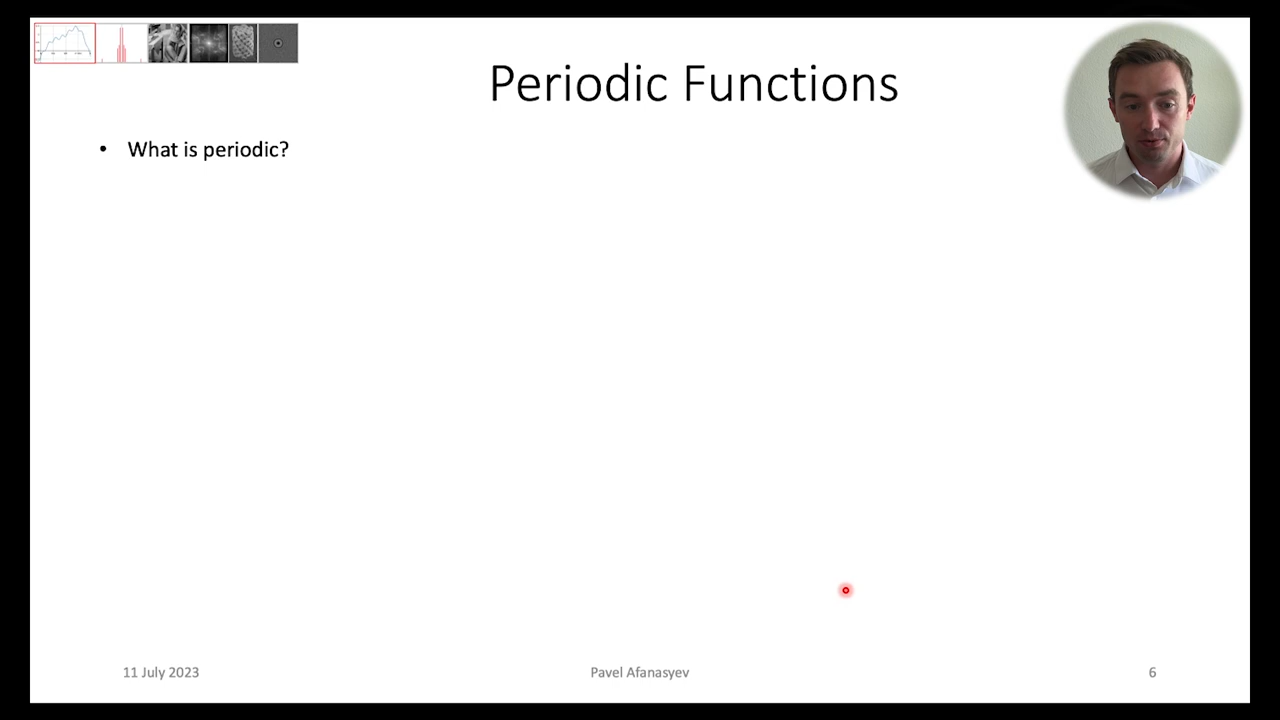 Periodic Functions
• What is periodic?
11 July 2023
Pavel Afanasyev
6